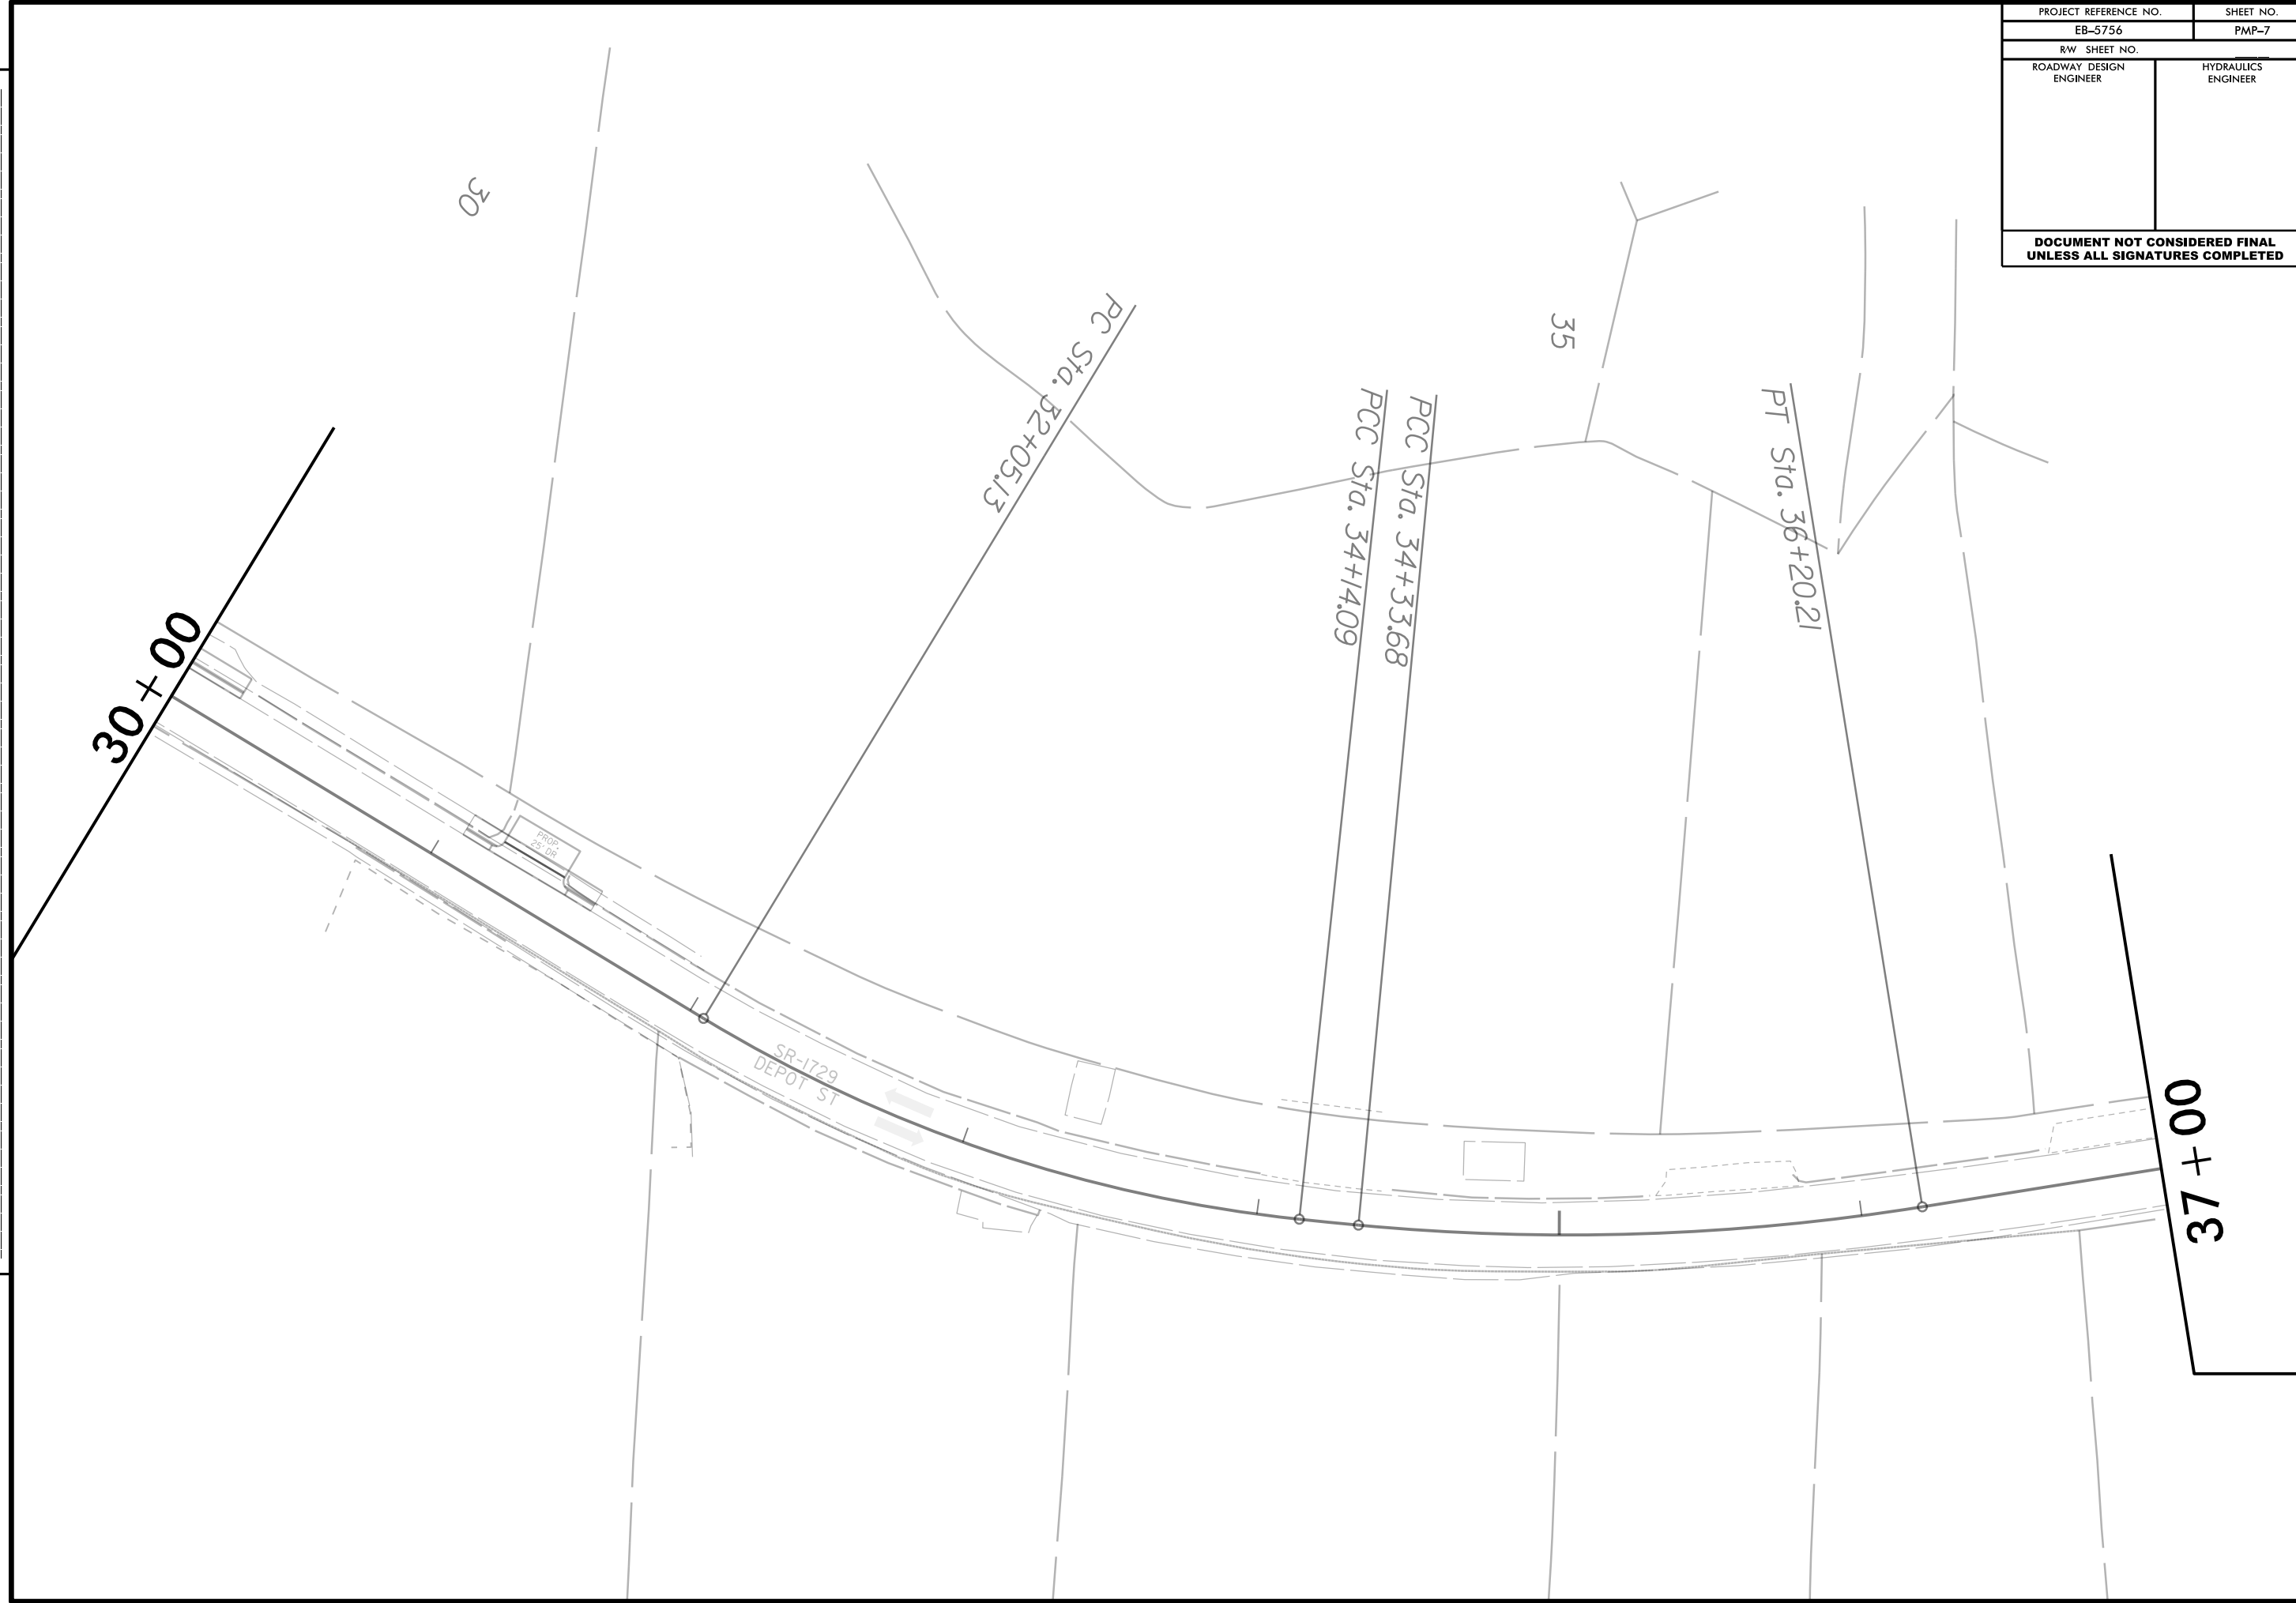 PROJECT REFERENCE NO.
SHEET NO.
EB–5756
PMP–7
RW SHEET NO.
ROADWAY DESIGN
ENGINEER
HYDRAULICS
ENGINEER
DOCUMENT NOT CONSIDERED FINAL
UNLESS ALL SIGNATURES COMPLETED
30
35
PC Sta. 32+05.13
PCC Sta. 34+14.09
PCC Sta. 34+33.68
PT Sta. 36+20.21
30+00
PROP.
25' DR
SR-1729
DEPOT ST
37+00